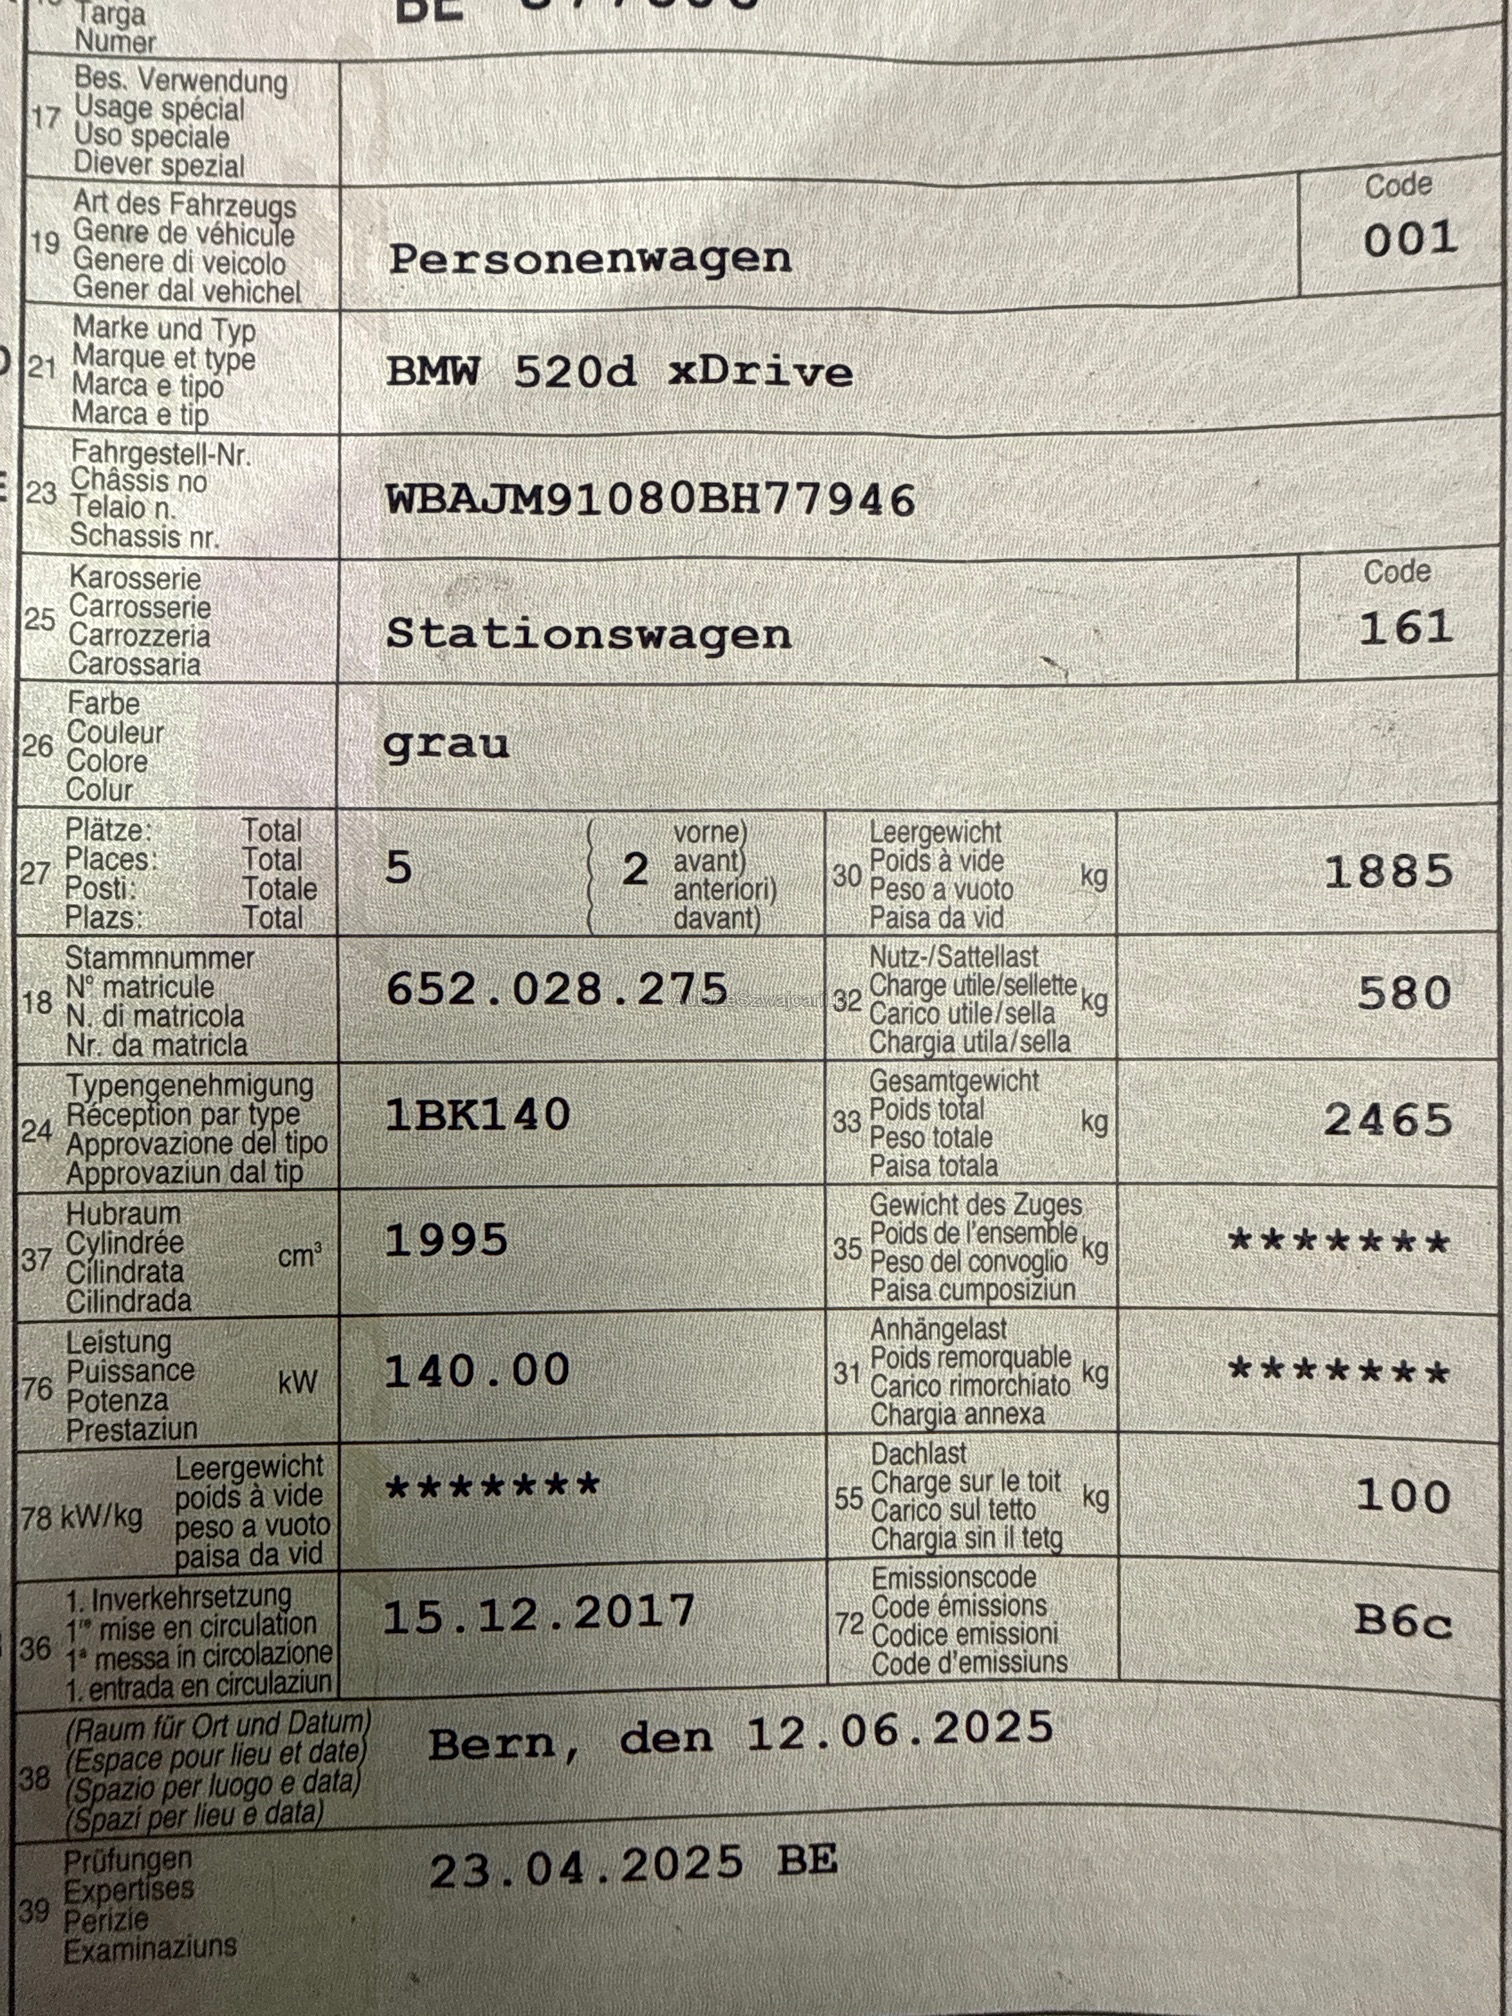 Targa
Numer
BE
17
Bes. Verwendung
Usage spécial
Uso speciale
Diever spezial
19
Art des Fahrzeugs
Genre de véhicule
Genere di veicolo
Gener dal vehichel
Personenwagen
Code
001
21
Marke und Typ
Marque et type
Marca e tipo
Marca e tip
BMW 520d xDrive
23
Fahrgestell-Nr.
Châssis no
Telaio n.
Schassis nr.
WBAJM91080BH77946
25
Karosserie
Carrosserie
Carrozzeria
Carossaria
Stationswagen
Code
161
26
Farbe
Couleur
Colore
Colur
grau
27
Plätze: Total
Places: Total
Posti: Totale
Plazs: Total
5
( 2 vorne)
( avant)
( anteriori)
( davant)
30
Leergewicht
Poids à vide
Peso a vuoto
Paisa da vid
kg
1885
18
Stammnummer
N° matricule
N. di matricola
Nr. da matricla
652.028.275
32
Nutz-/Sattellast
Charge utile/sellette
Carico utile/sella
Chargia utila/sella
kg
580
24
Typengenehmigung
Réception par type
Approvazione del tipo
Approvaziun dal tip
1BK140
33
Gesamtgewicht
Poids total
Peso totale
Paisa totala
kg
2465
37
Hubraum
Cylindrée
Cilindrata
Cilindrada
cm³
1995
35
Gewicht des Zuges
Poids de l'ensemble
Peso del convoglio
Paisa cumposiziun
kg
*******
76
Leistung
Puissance
Potenza
Prestaziun
kW
140.00
31
Anhängelast
Poids remorquable
Carico rimorchiato
Chargia annexa
kg
*******
78 kW/kg
Leergewicht
poids à vide
peso a vuoto
paisa da vid
*******
55
Dachlast
Charge sur le toit
Carico sul tetto
Chargia sin il tetg
kg
100
36
1. Inverkehrsetzung
1re mise en circulation
1a messa in circolazione
1. entrada en circulaziun
15.12.2017
72
Emissionscode
Code émissions
Codice emissioni
Code d'emissiuns
B6c
38
(Raum für Ort und Datum)
(Espace pour lieu et date)
(Spazio per luogo e data)
(Spazi per lieu e data)
Bern, den 12.06.2025
39
Prüfungen
Expertises
Perizie
Examinaziuns
23.04.2025 BE